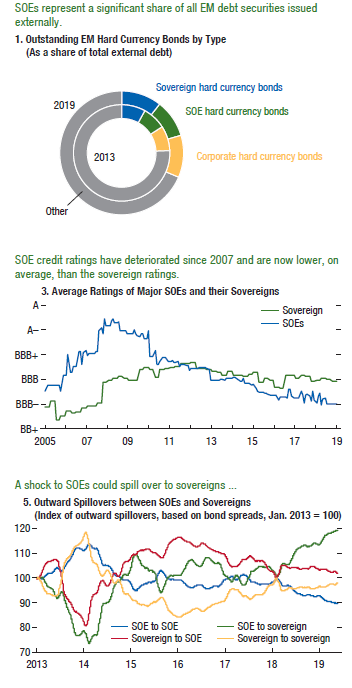 SOEs represent a significant share of all EM debt securities issued
externally.
1. Outstanding EM Hard Currency Bonds by Type
(As a share of total external debt)
Sovereign hard currency bonds
2019
SOE hard currency bonds
2013
Corporate hard currency bonds
Other
SOE credit ratings have deteriorated since 2007 and are now lower, on
average, than the sovereign ratings.
3. Average Ratings of Major SOEs and their Sovereigns
A
Sovereign
SOEs
A–
BBB+
BBB
BBB–
BB+
2005 07 09 11 13 15 17 19
A shock to SOEs could spill over to sovereigns ...
5. Outward Spillovers between SOEs and Sovereigns
(Index of outward spillovers, based on bond spreads, Jan. 2013 = 100)
120
110
100
90
80
70
SOE to SOE SOE to sovereign
Sovereign to SOE Sovereign to sovereign
2013 14 15 16 17 18 19